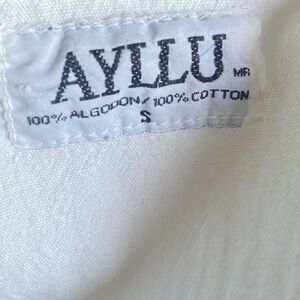 AYLLU MR
100% ALGODON / 100% COTTON
S